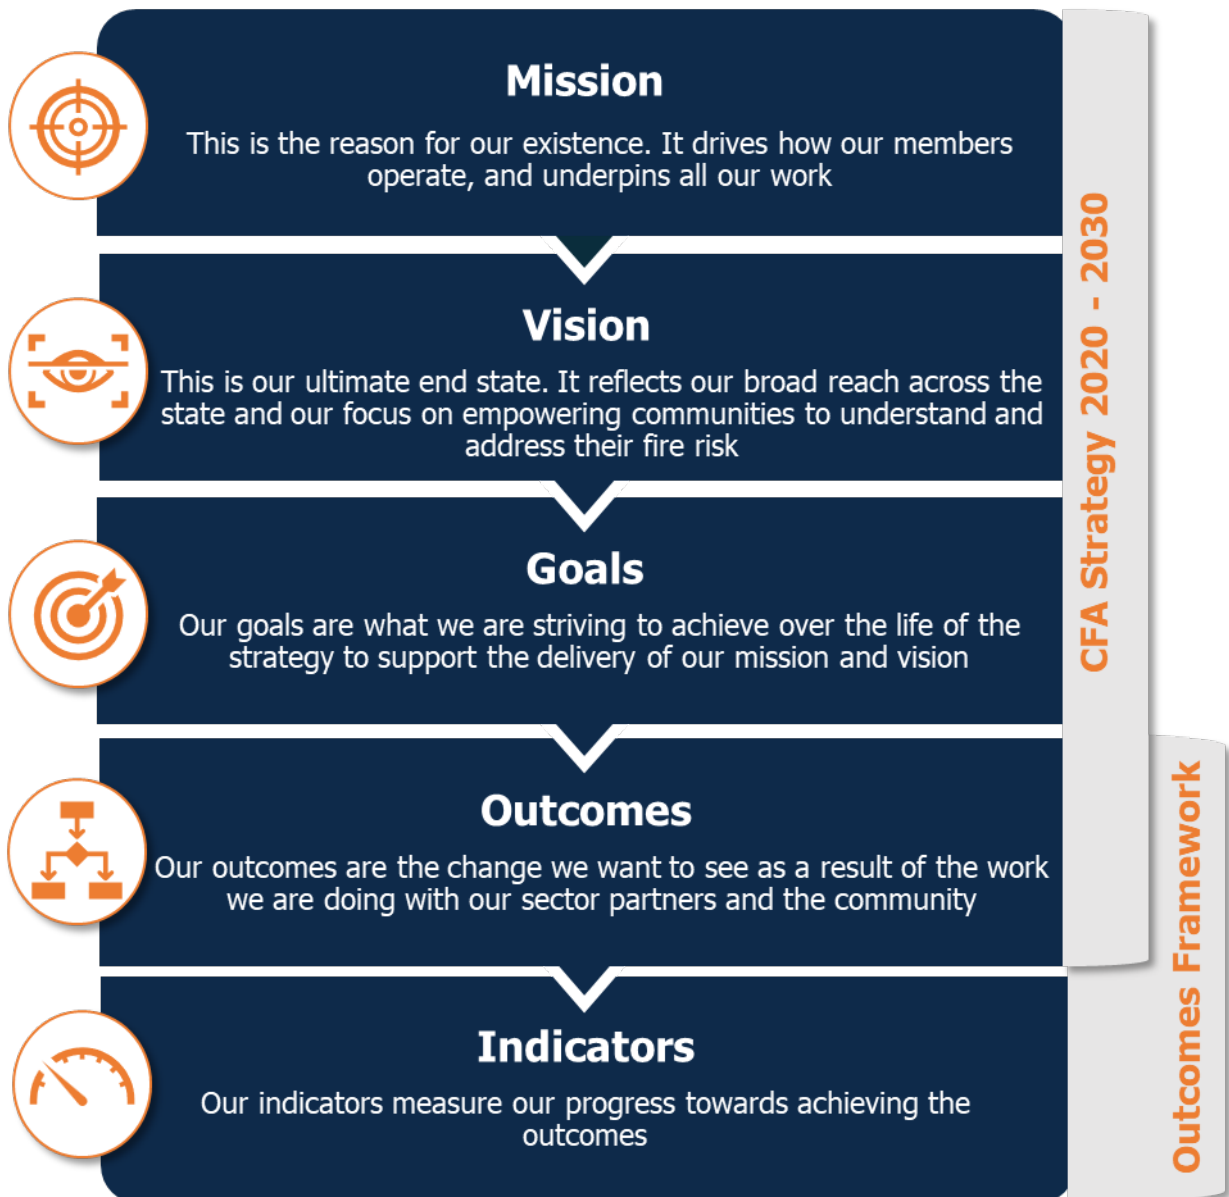 Mission
This is the reason for our existence. It drives how our members
operate, and underpins all our work
Vision
This is our ultimate end state. It reflects our broad reach across the
state and our focus on empowering communities to understand and
address their fire risk
Goals
Our goals are what we are striving to achieve over the life of the
strategy to support the delivery of our mission and vision
Outcomes
Our outcomes are the change we want to see as a result of the work
we are doing with our sector partners and the community
Indicators
Our indicators measure our progress towards achieving the
outcomes
CFA Strategy 2020 - 2030
Outcomes Framework